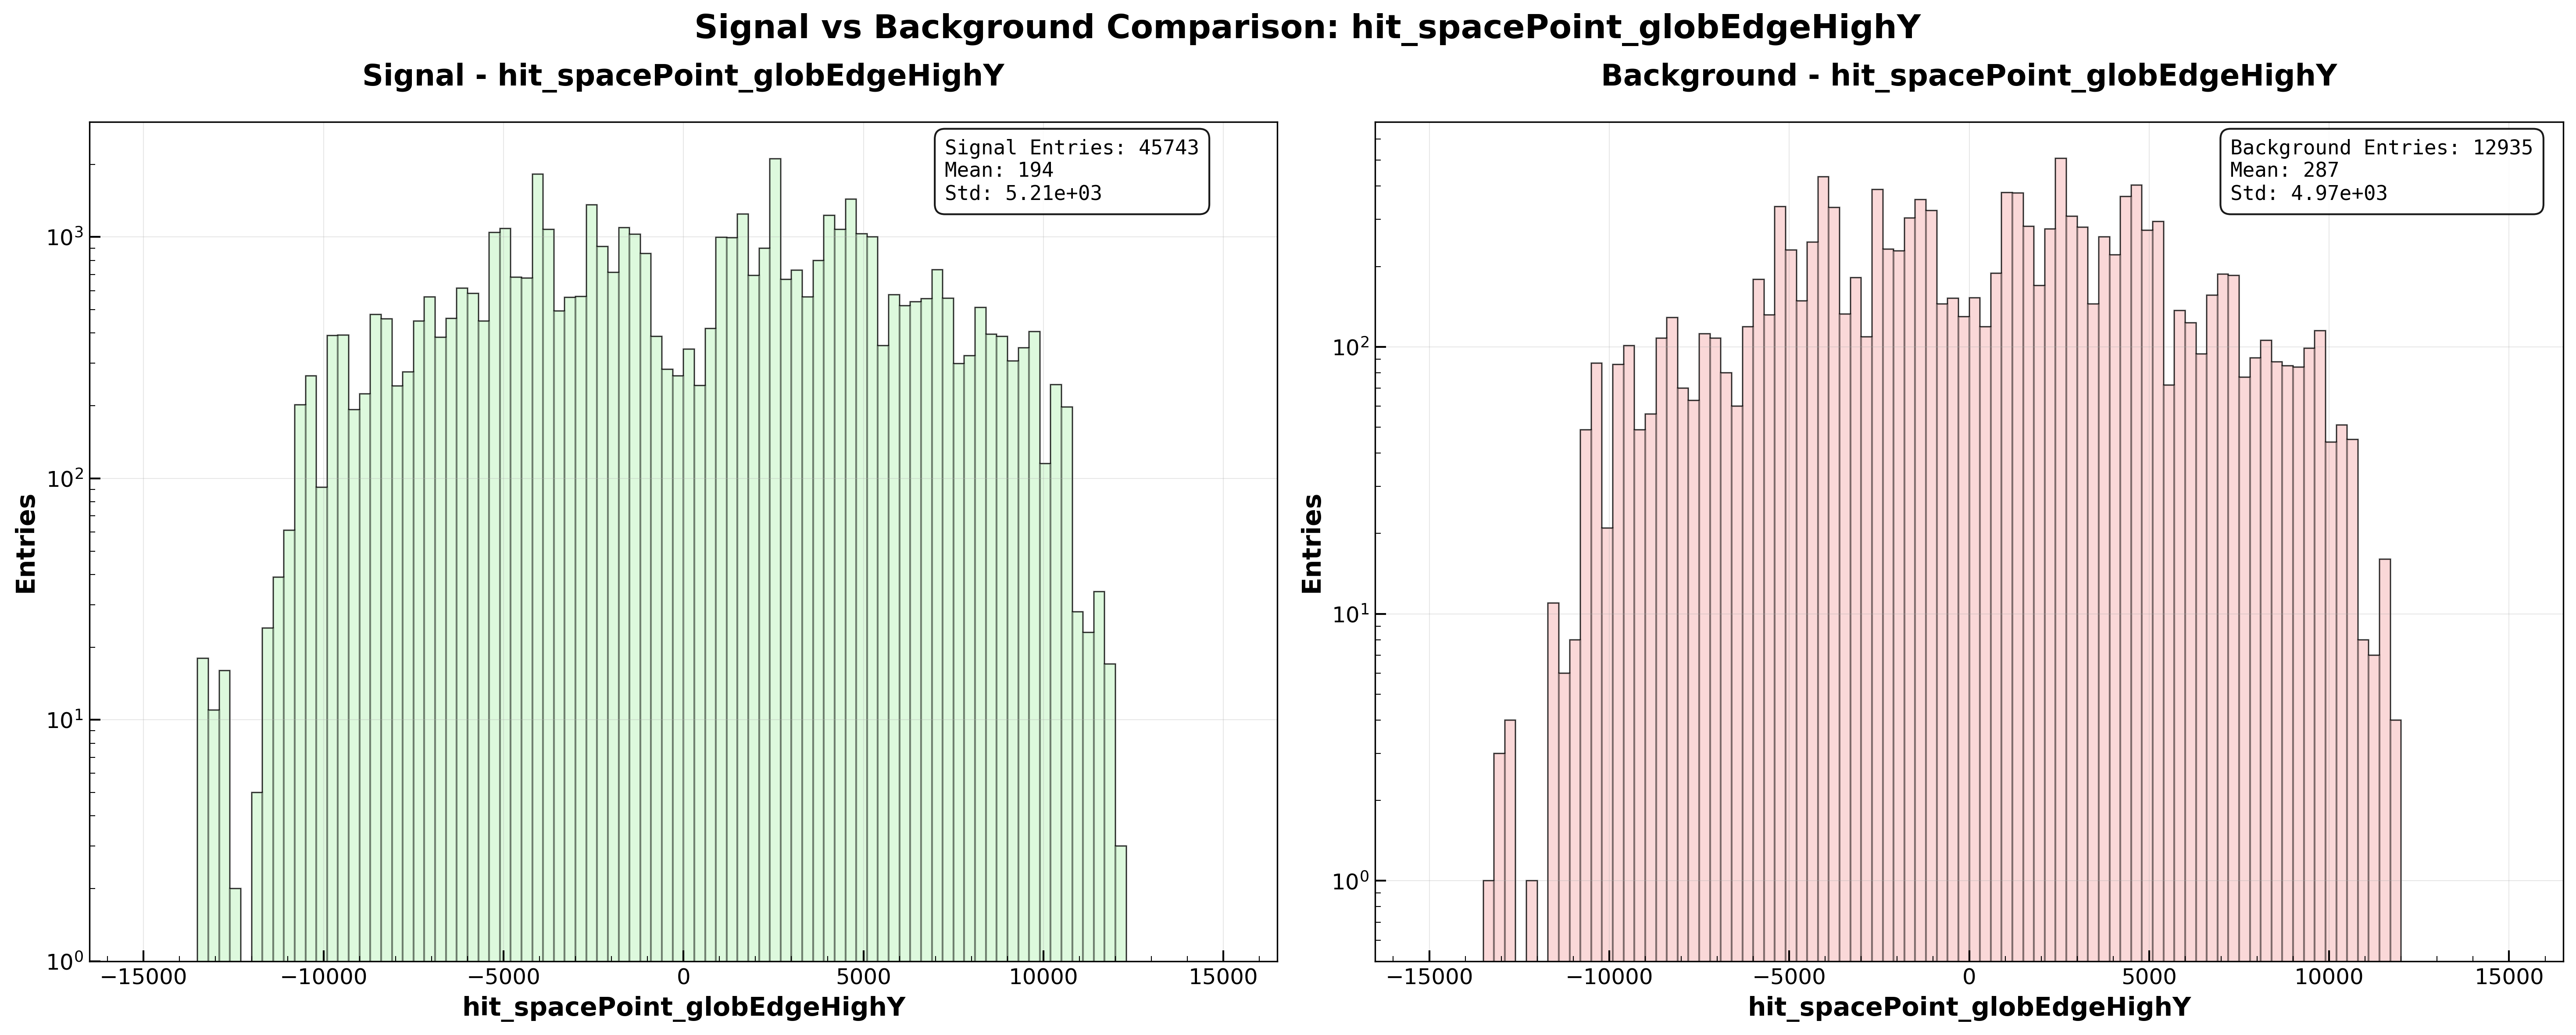 Signal vs Background Comparison: hit_spacePoint_globEdgeHighY
Signal - hit_spacePoint_globEdgeHighY
Signal Entries: 45743
Mean: 194
Std: 5.21e+03
Entries
10³
10²
10¹
10⁰
−15000 −10000 −5000 0 5000 10000 15000
hit_spacePoint_globEdgeHighY
Background - hit_spacePoint_globEdgeHighY
Background Entries: 12935
Mean: 287
Std: 4.97e+03
Entries
10²
10¹
10⁰
−15000 −10000 −5000 0 5000 10000 15000
hit_spacePoint_globEdgeHighY